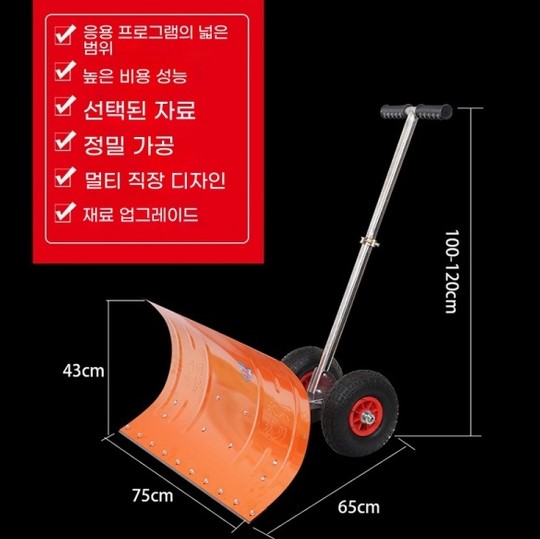 응용 프로그램의 넓은
범위
높은 비용 성능
선택된 자료
정밀 가공
멀티 직장 디자인
재료 업그레이드
100-120cm
43cm
75cm
65cm